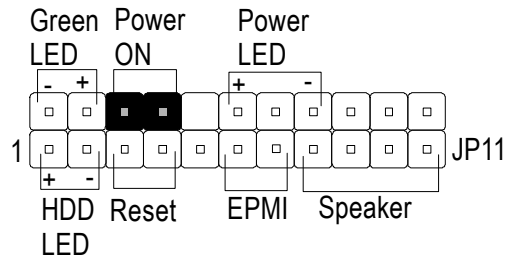 Green Power Power
LED ON LED
- + + -
1 JP11
+ -
HDD Reset EPMI Speaker
LED